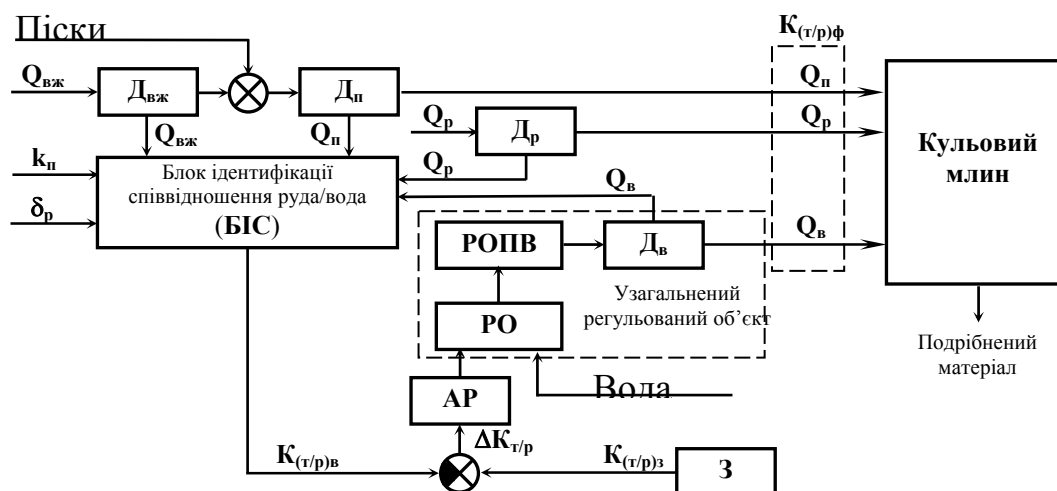 Піски
К(т/р)ф
Qвж
Двж
Дп
Qп
Qвж
Qп
Qр
Др
Qр
Кульовий
млин
kп
Блок ідентифікації
співвідношення руда/вода
(БІС)
Qр
Qв
δр
РОПВ
Дв
Qв
Узагальнений
регульований об’єкт
РО
Подрібнений
матеріал
АР
Вода
ΔКт/р
К(т/р)в
К(т/р)з
З